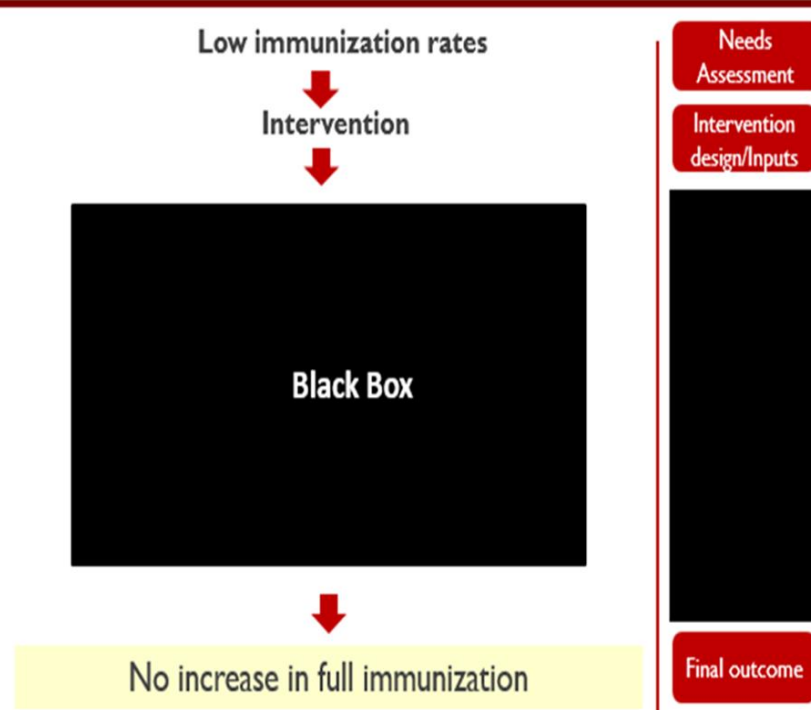 Low immunization rates
Intervention
Black Box
No increase in full immunization
Needs
Assessment
Intervention
design/Inputs
Final outcome